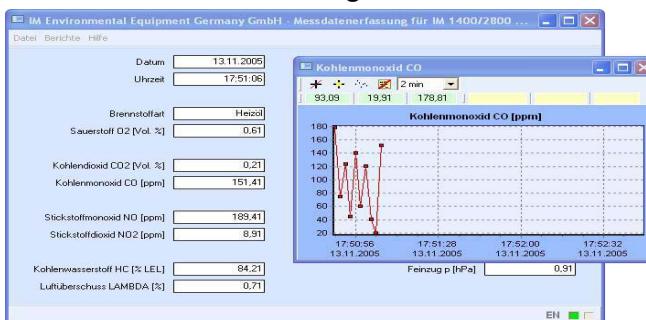 IM Environmental Equipment Germany GmbH - Messdatenerfassung für IM 1400/2800 ...
Datei Berichte Hilfe
Datum 13.11.2005
Uhrzeit 17:51:06
Brennstoffart Heizöl
Sauerstoff O2 [Vol. %] 0,61
Kohlendioxid CO2 [Vol. %] 0,21
Kohlenmonoxid CO [ppm] 151,41
Stickstoffmonoxid NO [ppm] 189,41
Stickstoffdioxid NO2 [ppm] 8,91
Kohlenwasserstoff HC [% LEL] 84,21
Luftüberschuss LAMBDA [%] 0,71
Kohlenmonoxid CO
2 min
93,09 19,91 178,81
Kohlenmonoxid CO [ppm]
180
160
140
120
100
80
60
40
20
17:50:56 17:51:28 17:52:00 17:52:32
13.11.2005 13.11.2005 13.11.2005 13.11.2005
Feinzug p [hPa] 0,91
EN